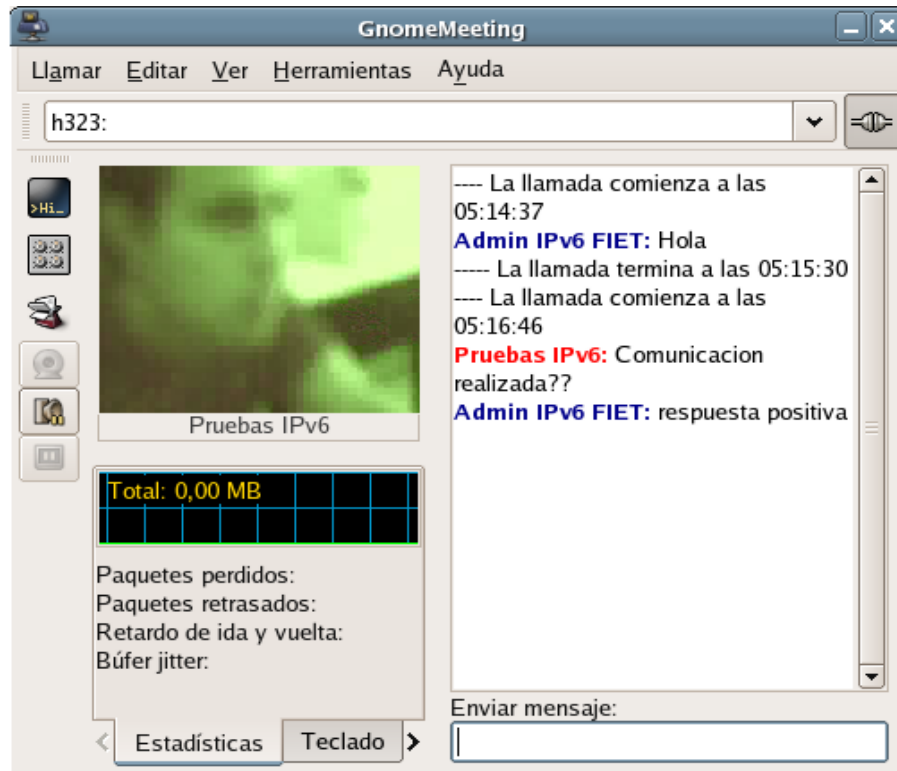 GnomeMeeting
Llamar Editar Ver Herramientas Ayuda
h323:
>Hi_
Pruebas IPv6
Total: 0,00 MB
Paquetes perdidos:
Paquetes retrasados:
Retardo de ida y vuelta:
Búfer jitter:
Estadísticas Teclado
---- La llamada comienza a las
05:14:37
Admin IPv6 FIET: Hola
----- La llamada termina a las 05:15:30
---- La llamada comienza a las
05:16:46
Pruebas IPv6: Comunicacion
realizada??
Admin IPv6 FIET: respuesta positiva
Enviar mensaje: